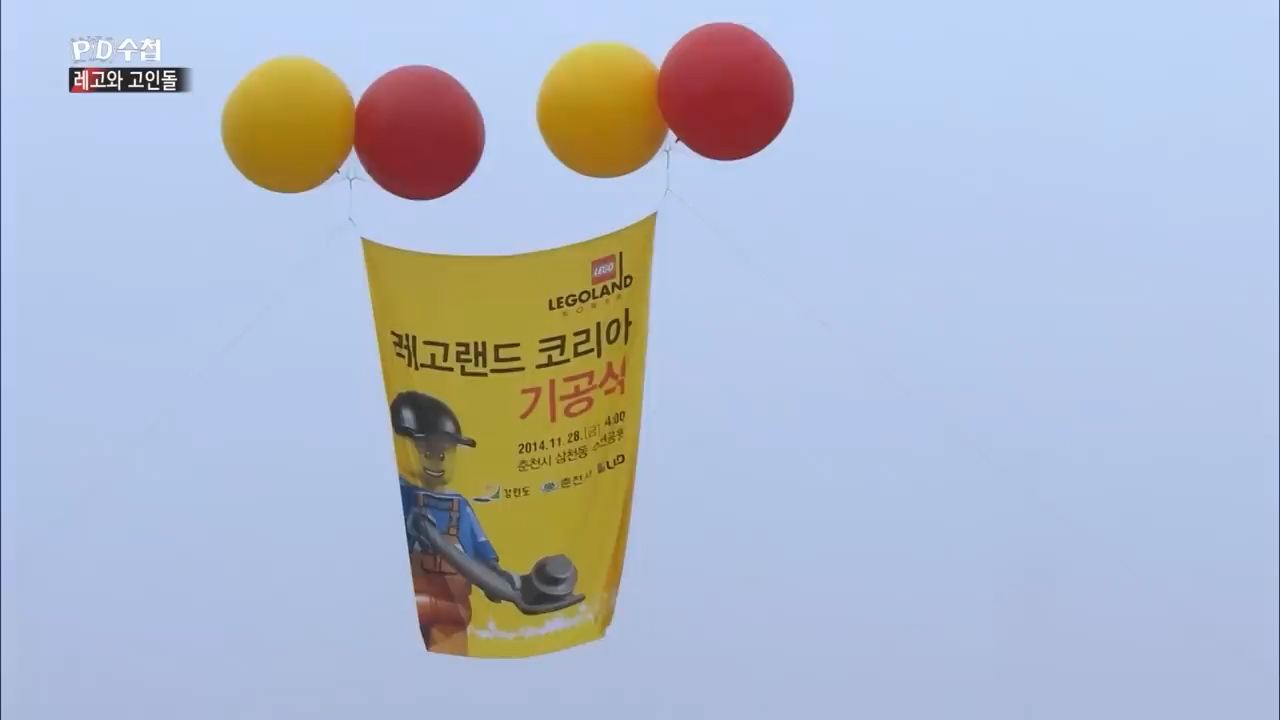 PD수첩
레고와 고인돌
LEGO
LEGOLAND
KOREA
레고랜드 코리아
기공식
2014.11.28.(금) 4:00
춘천시 삼천동 수변공원
강원도 춘천시